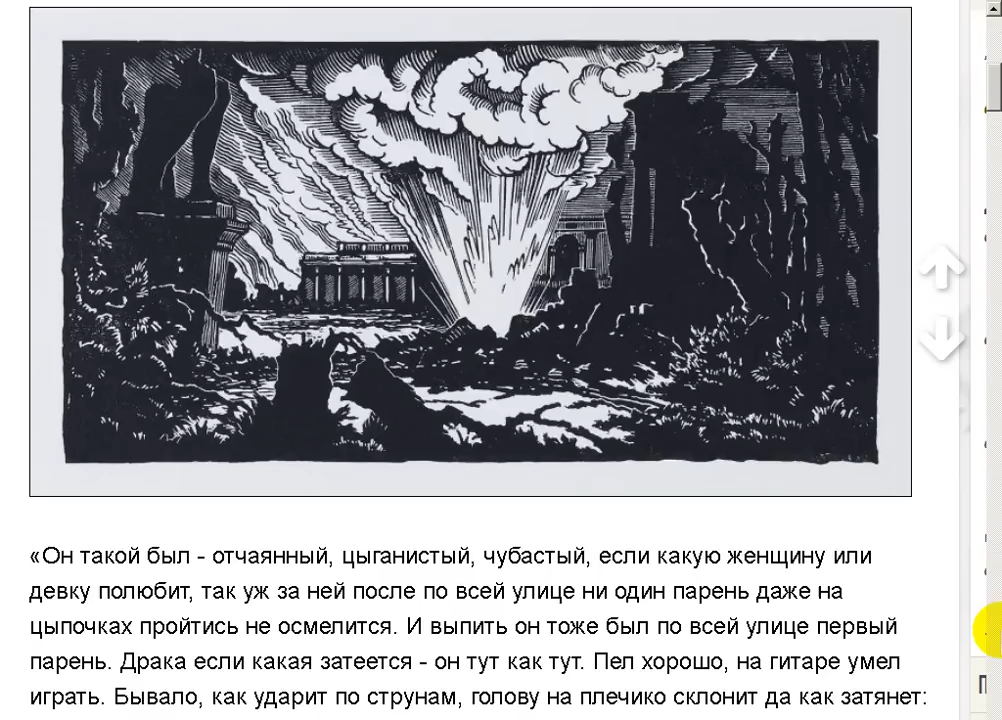 «Он такой был - отчаянный, цыганистый, чубастый, если какую женщину или
девку полюбит, так уж за ней после по всей улице ни один парень даже на
цыпочках пройтись не осмелится. И выпить он тоже был по всей улице первый
парень. Драка если какая затеется - он тут как тут. Пел хорошо, на гитаре умел
играть. Бывало, как ударит по струнам, голову на плечико склонит да как затянет: